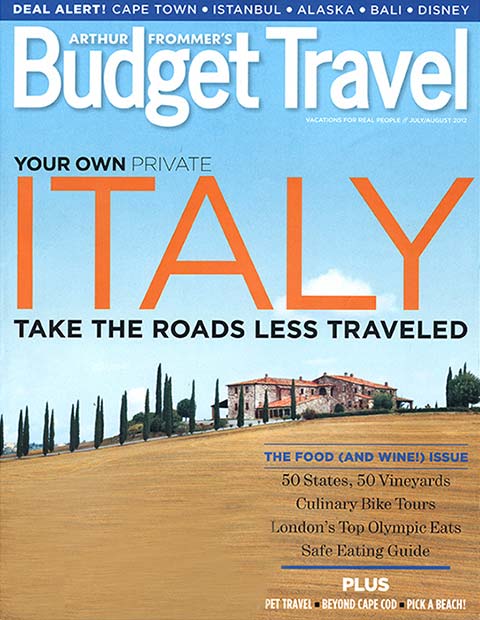 DEAL ALERT! CAPE TOWN • ISTANBUL • ALASKA • BALI • DISNEY
ARTHUR FROMMER'S
Budget Travel
VACATIONS FOR REAL PEOPLE // JULY/AUGUST 2012
YOUR OWN PRIVATE
ITALY
TAKE THE ROADS LESS TRAVELED
THE FOOD (AND WINE!) ISSUE
50 States, 50 Vineyards
Culinary Bike Tours
London's Top Olympic Eats
Safe Eating Guide
PLUS
PET TRAVEL ▪ BEYOND CAPE COD ▪ PICK A BEACH!